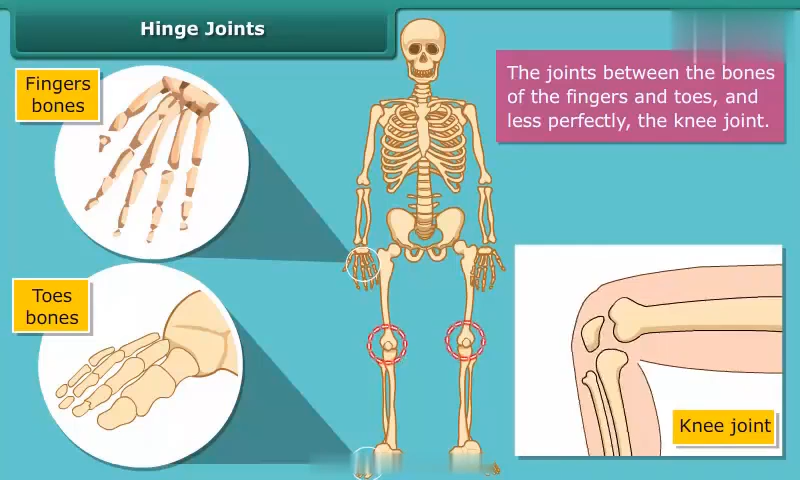 Hinge Joints
Fingers
bones
The joints between the bones
of the fingers and toes, and
less perfectly, the knee joint.
Toes
bones
Knee joint